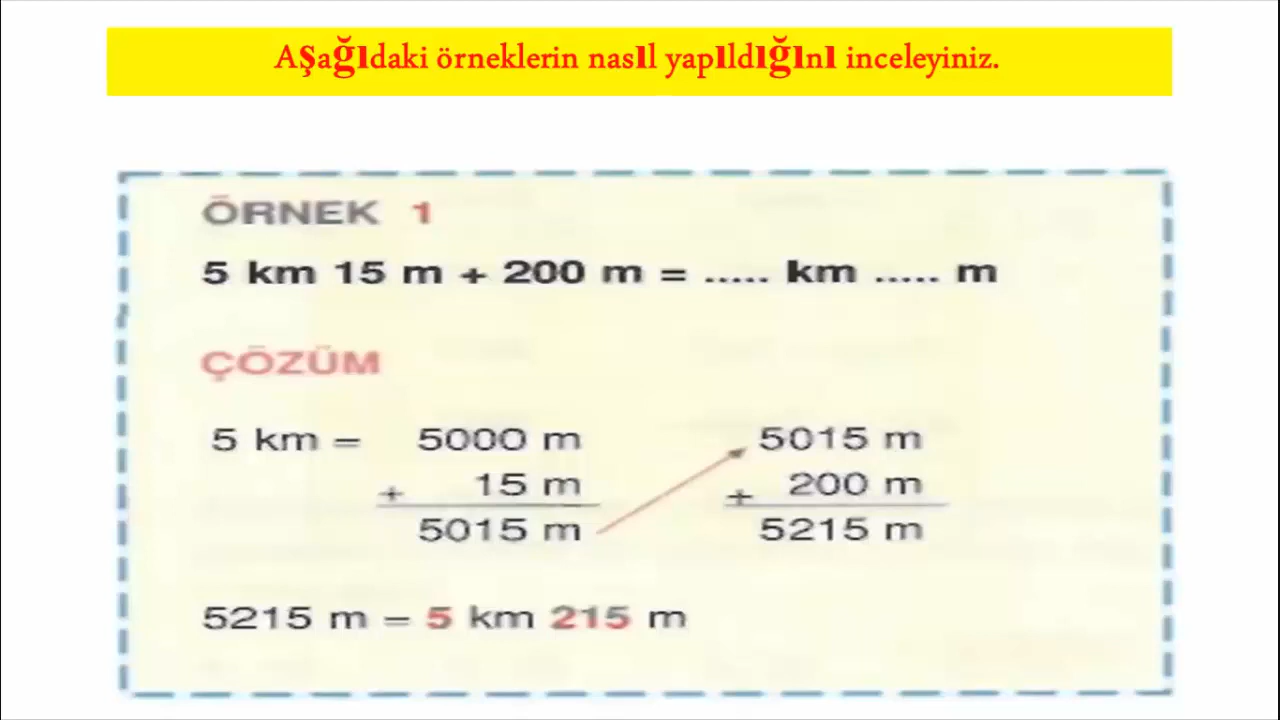 Aşağıdaki örneklerin nasıl yapıldığını inceleyiniz.
ÖRNEK 1
5 km 15 m + 200 m = ..... km ..... m
ÇÖZÜM
5 km = 5000 m 5015 m
+ 15 m + 200 m
5015 m 5215 m
5215 m = 5 km 215 m